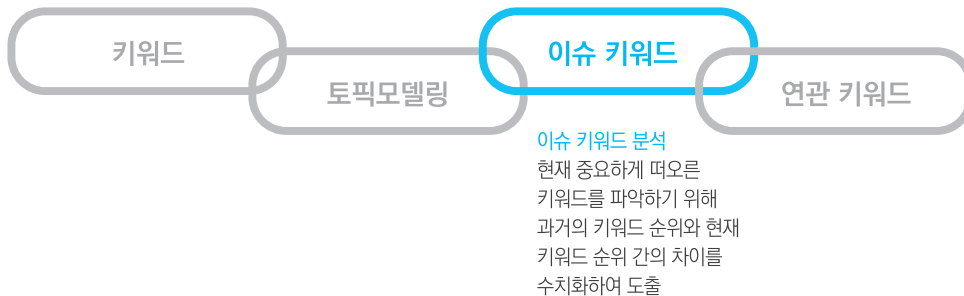 키워드
토픽모델링
이슈 키워드
연관 키워드
이슈 키워드 분석
현재 중요하게 떠오른
키워드를 파악하기 위해
과거의 키워드 순위와 현재
키워드 순위 간의 차이를
수치화하여 도출